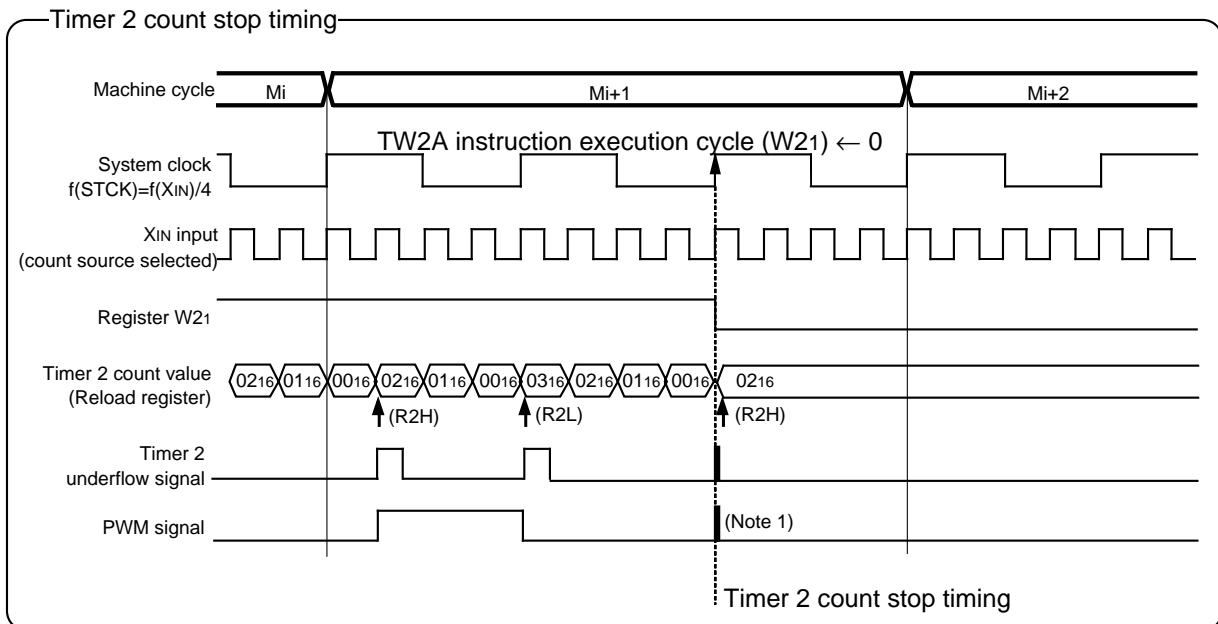 Timer 2 count stop timing
Machine cycle Mi Mi+1 Mi+2
TW2A instruction execution cycle (W21) ← 0
System clock
f(STCK)=f(XIN)/4
XIN input
(count source selected)
Register W21
Timer 2 count value
(Reload register)
0216 0116 0016 0216 0116 0016 0316 0216 0116 0016 0216
(R2H) (R2L) (R2H)
Timer 2
underflow signal
PWM signal (Note 1)
Timer 2 count stop timing